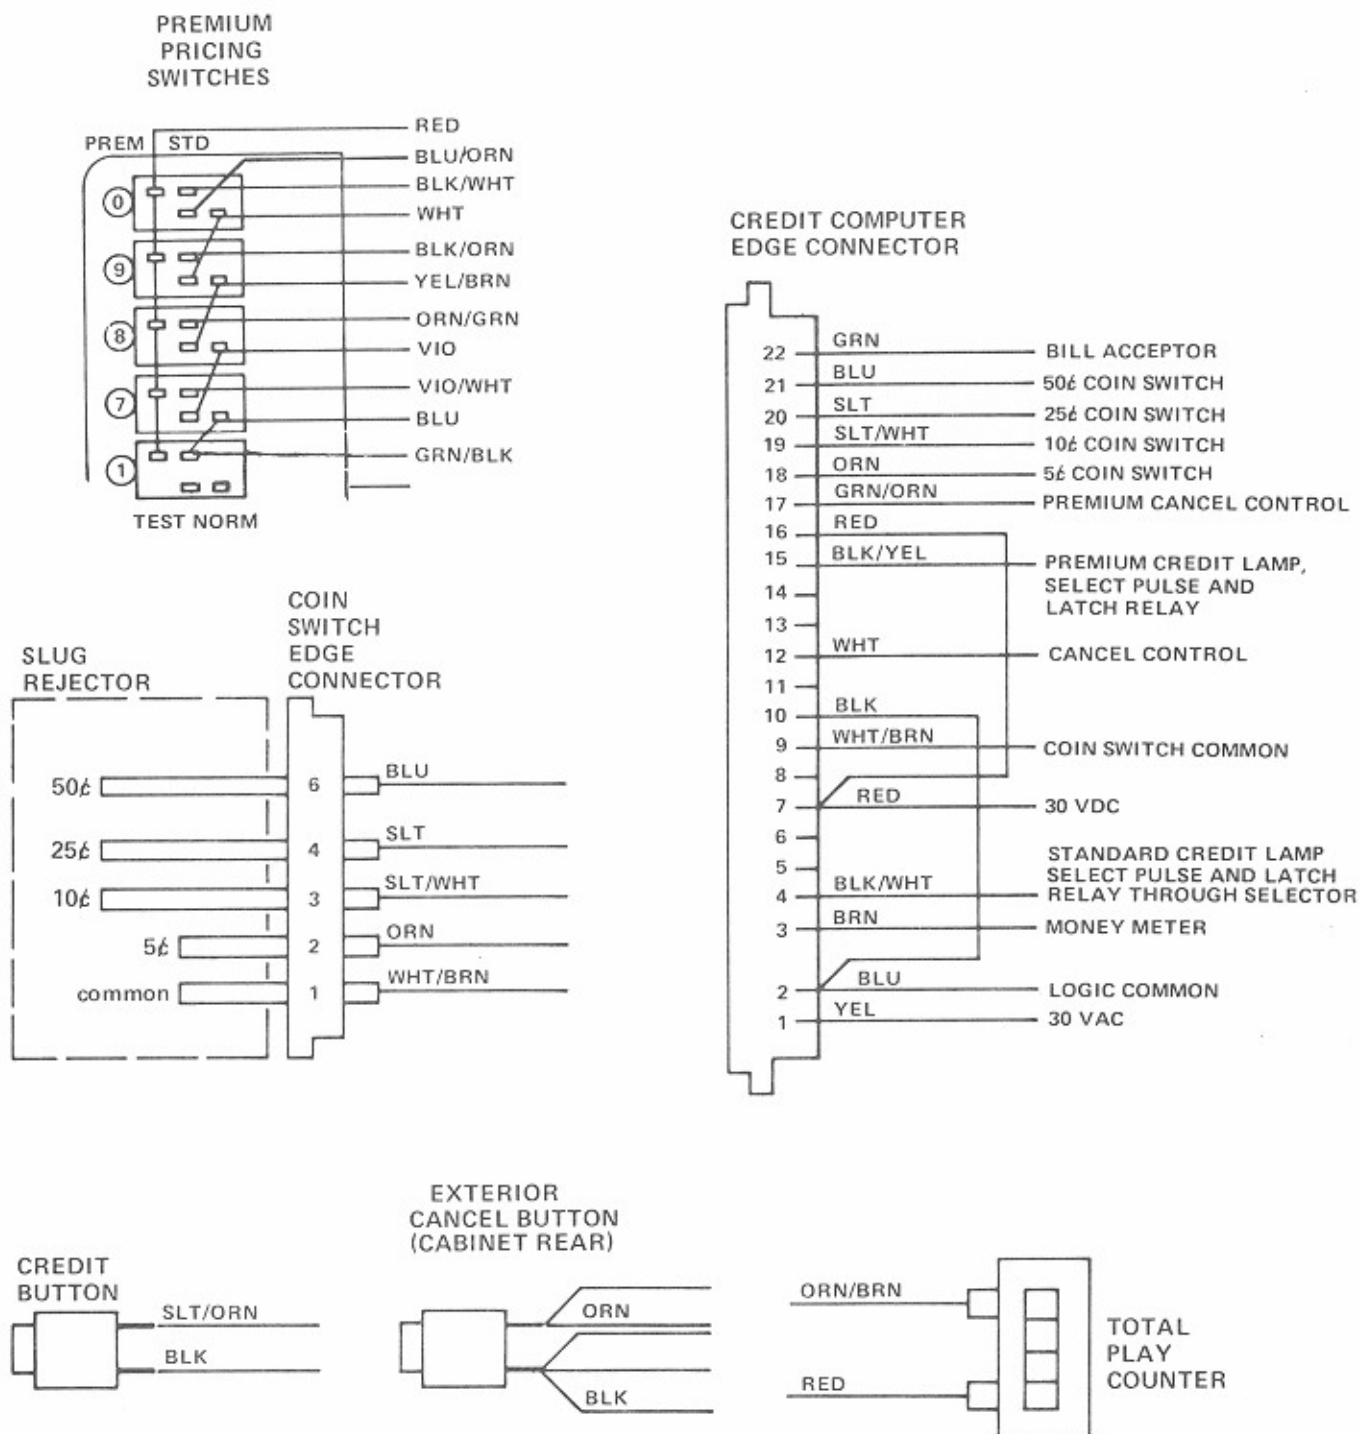 PREMIUM
PRICING
SWITCHES
PREM STD
RED
BLU/ORN
BLK/WHT
WHT
BLK/ORN
YEL/BRN
ORN/GRN
VIO
VIO/WHT
BLU
GRN/BLK
0
9
8
7
1
TEST NORM
CREDIT COMPUTER
EDGE CONNECTOR
22 GRN BILL ACCEPTOR
21 BLU 50¢ COIN SWITCH
20 SLT 25¢ COIN SWITCH
19 SLT/WHT 10¢ COIN SWITCH
18 ORN 5¢ COIN SWITCH
17 GRN/ORN PREMIUM CANCEL CONTROL
16 RED
15 BLK/YEL PREMIUM CREDIT LAMP,
SELECT PULSE AND
LATCH RELAY
14
13
12 WHT CANCEL CONTROL
11
10 BLK
9 WHT/BRN COIN SWITCH COMMON
8
7 RED 30 VDC
6
5
STANDARD CREDIT LAMP
SELECT PULSE AND LATCH
4 BLK/WHT RELAY THROUGH SELECTOR
3 BRN MONEY METER
2 BLU LOGIC COMMON
1 YEL 30 VAC
SLUG
REJECTOR
COIN
SWITCH
EDGE
CONNECTOR
50¢ 6 BLU
25¢ 4 SLT
10¢ 3 SLT/WHT
5¢ 2 ORN
common 1 WHT/BRN
CREDIT
BUTTON
SLT/ORN
BLK
EXTERIOR
CANCEL BUTTON
(CABINET REAR)
ORN
BLK
ORN/BRN
RED
TOTAL
PLAY
COUNTER